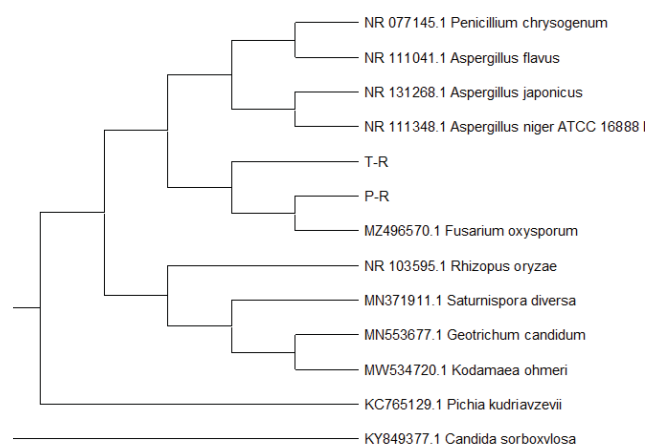 NR 077145.1 Penicillium chrysogenum
NR 111041.1 Aspergillus flavus
NR 131268.1 Aspergillus japonicus
NR 111348.1 Aspergillus niger ATCC 16888
T-R
P-R
MZ496570.1 Fusarium oxysporum
NR 103595.1 Rhizopus oryzae
MN371911.1 Saturnispora diversa
MN553677.1 Geotrichum candidum
MW534720.1 Kodamaea ohmeri
KC765129.1 Pichia kudriavzevii
KY849377.1 Candida sorboxylosa